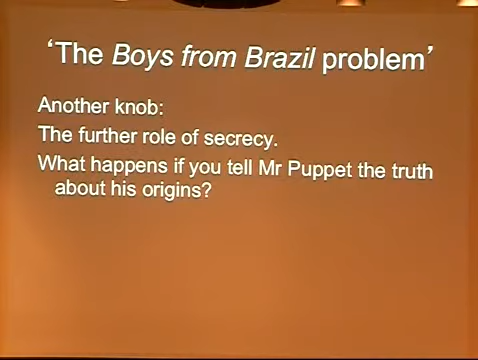 ‘The Boys from Brazil problem’
Another knob:
The further role of secrecy.
What happens if you tell Mr Puppet the truth
about his origins?